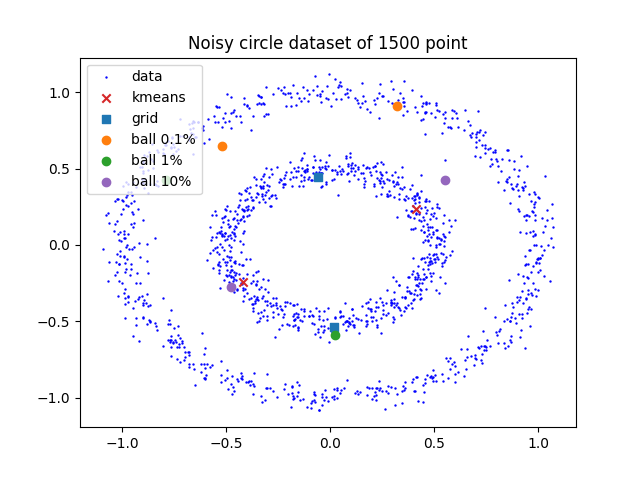 Noisy circle dataset of 1500 point
data
kmeans
grid
ball 0.1%
ball 1%
ball 10%
1.0
0.5
0.0
−0.5
−1.0
−1.0 −0.5 0.0 0.5 1.0